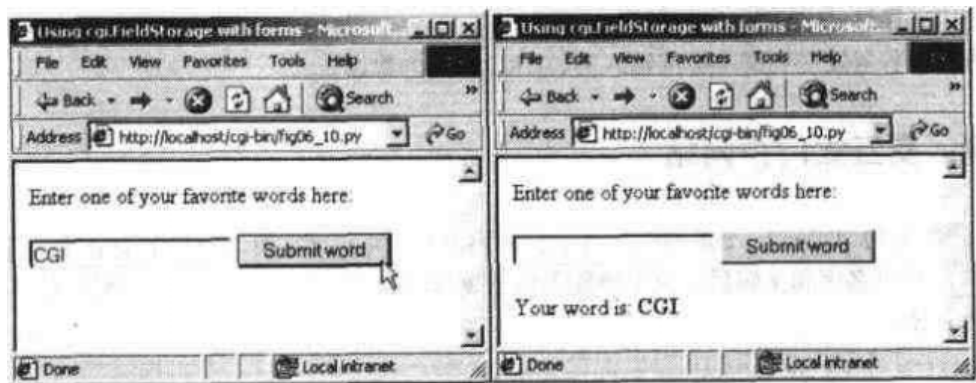 Using cgi.FieldStorage with forms - Microsoft...
File Edit View Favorites Tools Help
Back Search »
Address http://localhost/cgi-bin/fig06_10.py Go
Enter one of your favorite words here:
CGI Submit word
Done Local intranet
Using cgi.FieldStorage with forms - Microsoft...
File Edit View Favorites Tools Help
Back Search »
Address http://localhost/cgi-bin/fig06_10.py Go
Enter one of your favorite words here:
Submit word
Your word is: CGI
Done Local intranet